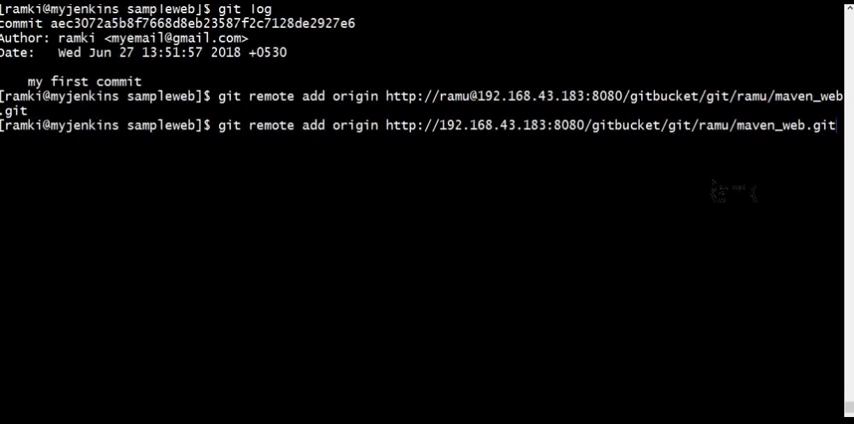 [ramki@myjenkins sampleweb]$ git log
commit aec3072a5b8f7668d8eb23587f2c7128de2927e6
Author: ramki <myemail@gmail.com>
Date:   Wed Jun 27 13:51:57 2018 +0530
    my first commit
[ramki@myjenkins sampleweb]$ git remote add origin http://ramu@192.168.43.183:8080/gitbucket/git/ramu/maven_web
.git
[ramki@myjenkins sampleweb]$ git remote add origin http://192.168.43.183:8080/gitbucket/git/ramu/maven_web.git